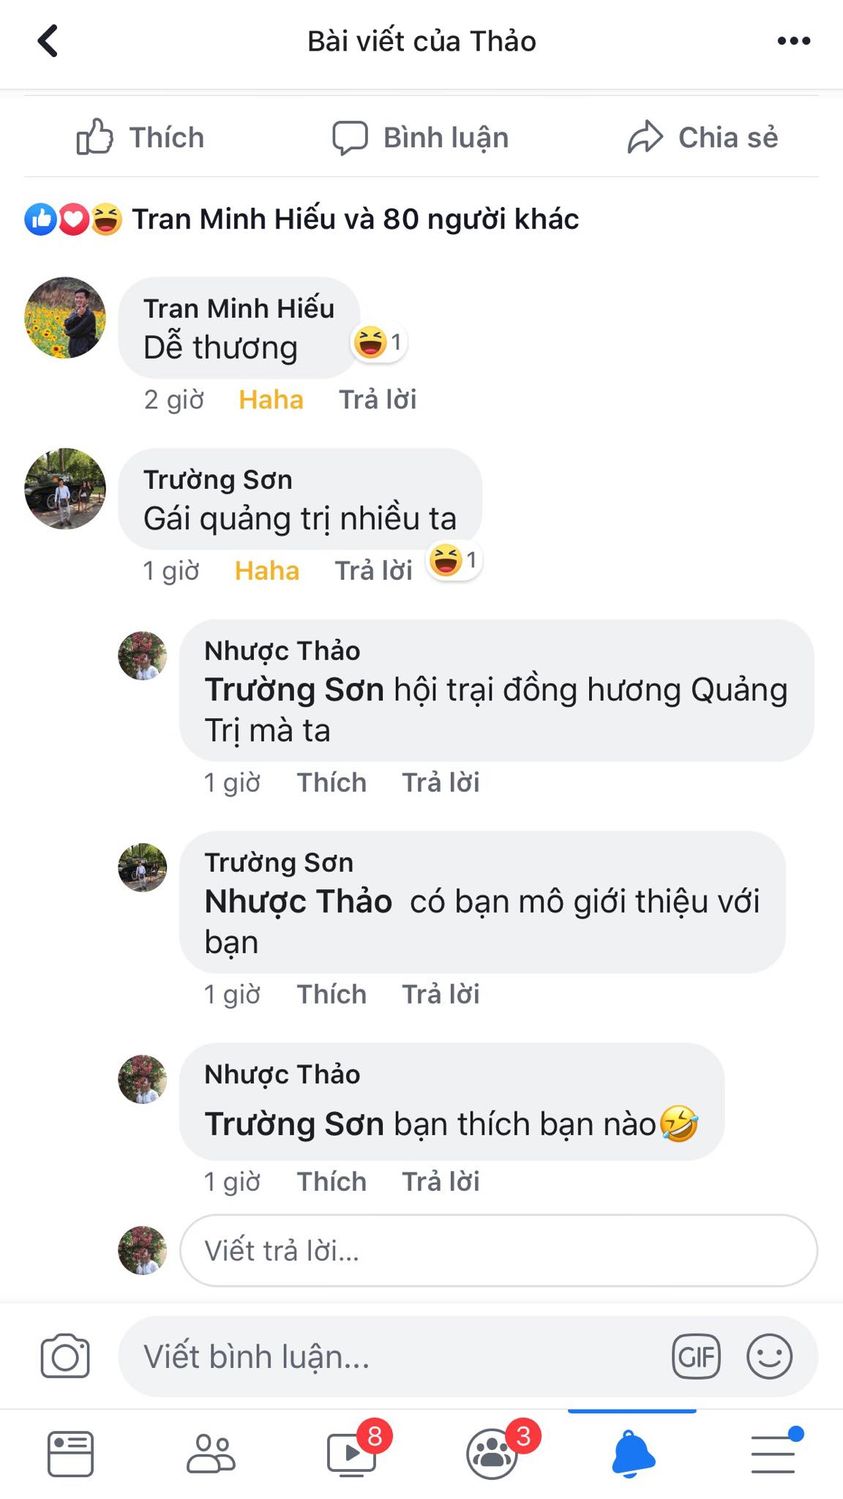 Bài viết của Thảo
Thích Bình luận Chia sẻ
Tran Minh Hiếu và 80 người khác
Tran Minh Hiếu
Dễ thương
1
2 giờ Haha Trả lời
Trường Sơn
Gái quảng trị nhiều ta
1 giờ Haha Trả lời 1
Nhược Thảo
Trường Sơn hội trại đồng hương Quảng
Trị mà ta
1 giờ Thích Trả lời
Trường Sơn
Nhược Thảo có bạn mô giới thiệu với
bạn
1 giờ Thích Trả lời
Nhược Thảo
Trường Sơn bạn thích bạn nào🤣
1 giờ Thích Trả lời
Viết trả lời...
Viết bình luận... GIF
8 3